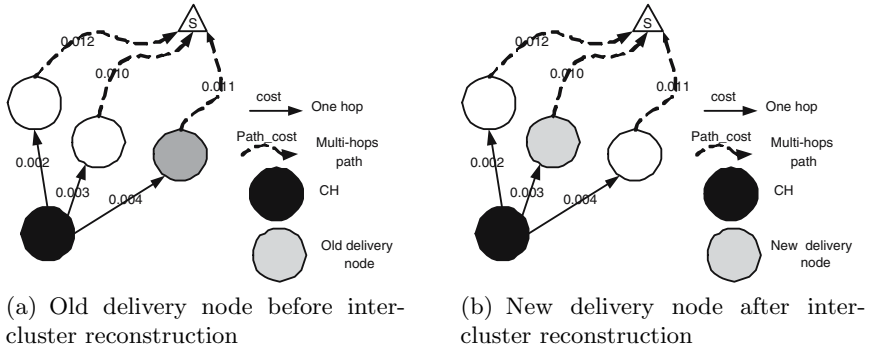 S
0.012
0.010
0.011
cost
One hop
Path_cost
Multi-hops
path
0.002
0.003
0.004
CH
Old delivery
node
(a) Old delivery node before inter-
cluster reconstruction
S
0.012
0.010
0.011
cost
One hop
Path_cost
Multi-hops
path
0.002
0.003
0.004
CH
New delivery
node
(b) New delivery node after inter-
cluster reconstruction